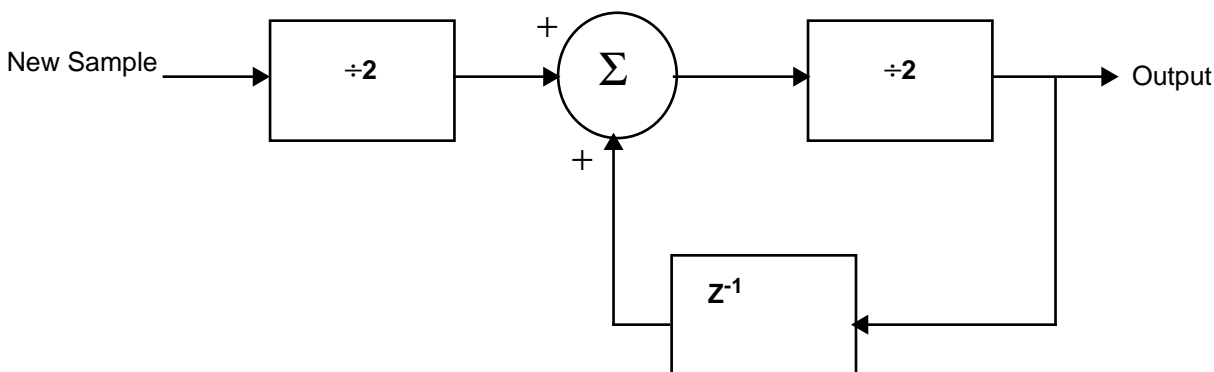 New Sample
÷2
+
Σ
÷2
Output
+
Z-1